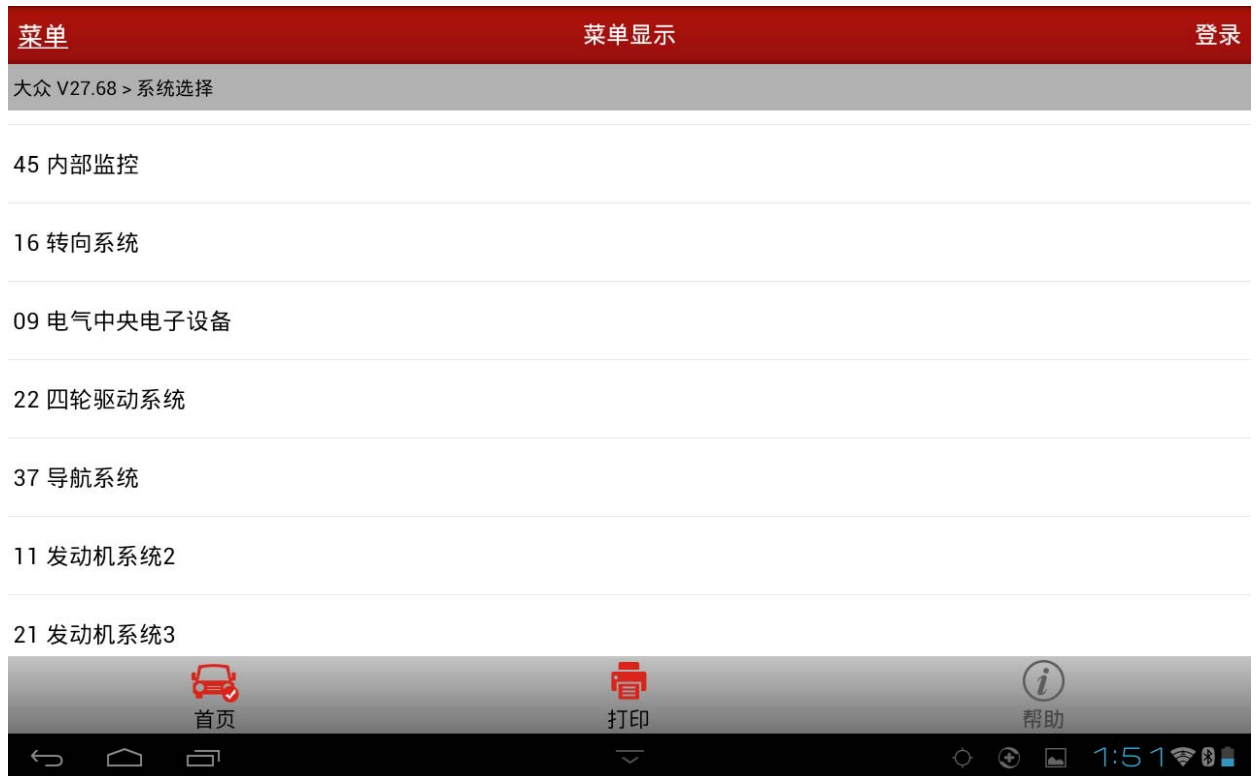 菜单 菜单显示 登录
大众 V27.68 > 系统选择
45 内部监控
16 转向系统
09 电气中央电子设备
22 四轮驱动系统
37 导航系统
11 发动机系统2
21 发动机系统3
首页 打印 帮助
1:51